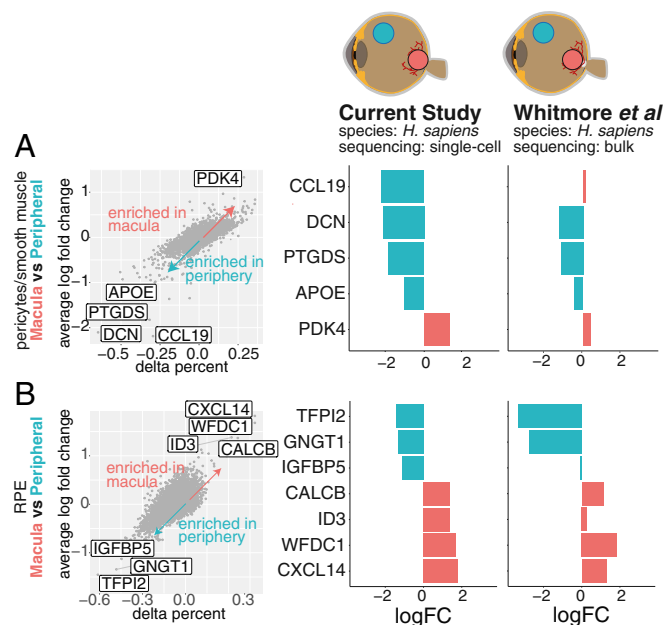 Current Study
species: H. sapiens
sequencing: single-cell
Whitmore et al
species: H. sapiens
sequencing: bulk
A
pericytes/smooth muscle
Macula vs Peripheral
average log fold change
1
0
−1
−2
PDK4
enriched in
macula
enriched in
periphery
APOE
PTGDS
DCN
CCL19
−0.5 −0.25 0.0 0.25
delta percent
CCL19
DCN
PTGDS
APOE
PDK4
−2 0 2
−2 0 2
B
RPE
Macula vs Peripheral
average log fold change
1
0
−1
CXCL14
WFDC1
ID3
CALCB
enriched in
macula
enriched in
periphery
IGFBP5
GNGT1
TFPI2
−0.6 −0.3 0.0 0.3
delta percent
TFPI2
GNGT1
IGFBP5
CALCB
ID3
WFDC1
CXCL14
−2 0 2
logFC
−2 0 2
logFC